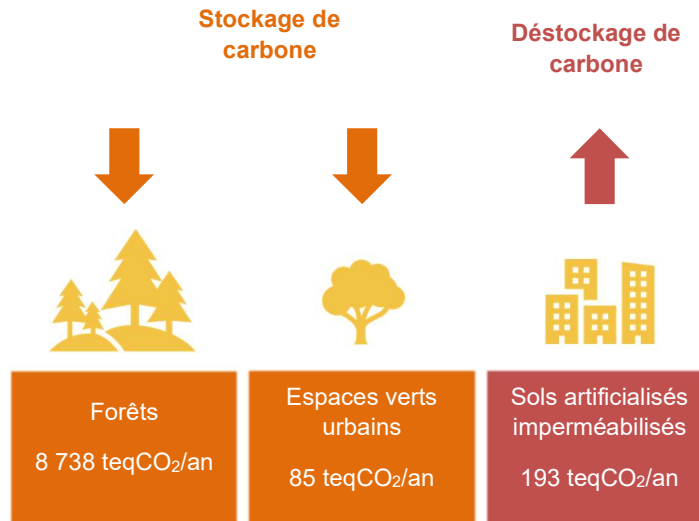 Stockage de
carbone
Déstockage de
carbone
Forêts
8 738 teqCO₂/an
Espaces verts
urbains
85 teqCO₂/an
Sols artificialisés
imperméabilisés
193 teqCO₂/an